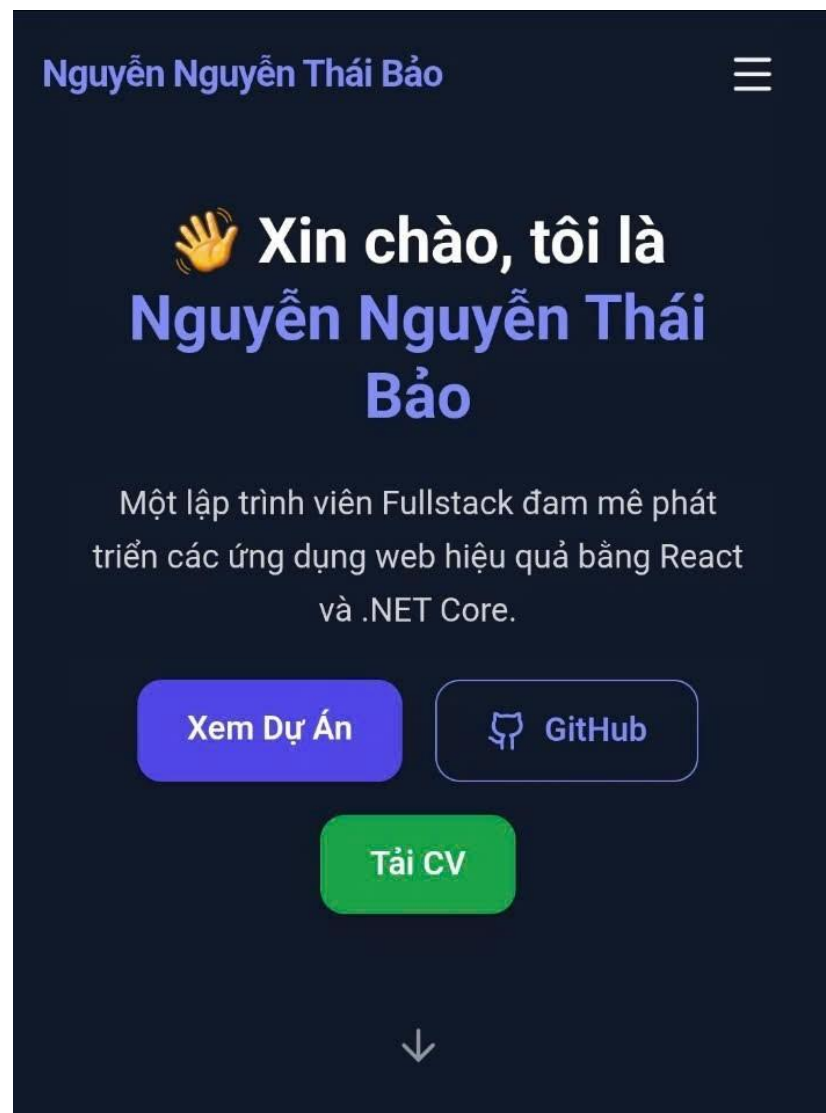 Nguyễn Nguyễn Thái Bảo
👋 Xin chào, tôi là
Nguyễn Nguyễn Thái
Bảo
Một lập trình viên Fullstack đam mê phát
triển các ứng dụng web hiệu quả bằng React
và .NET Core.
Xem Dự Án
GitHub
Tải CV